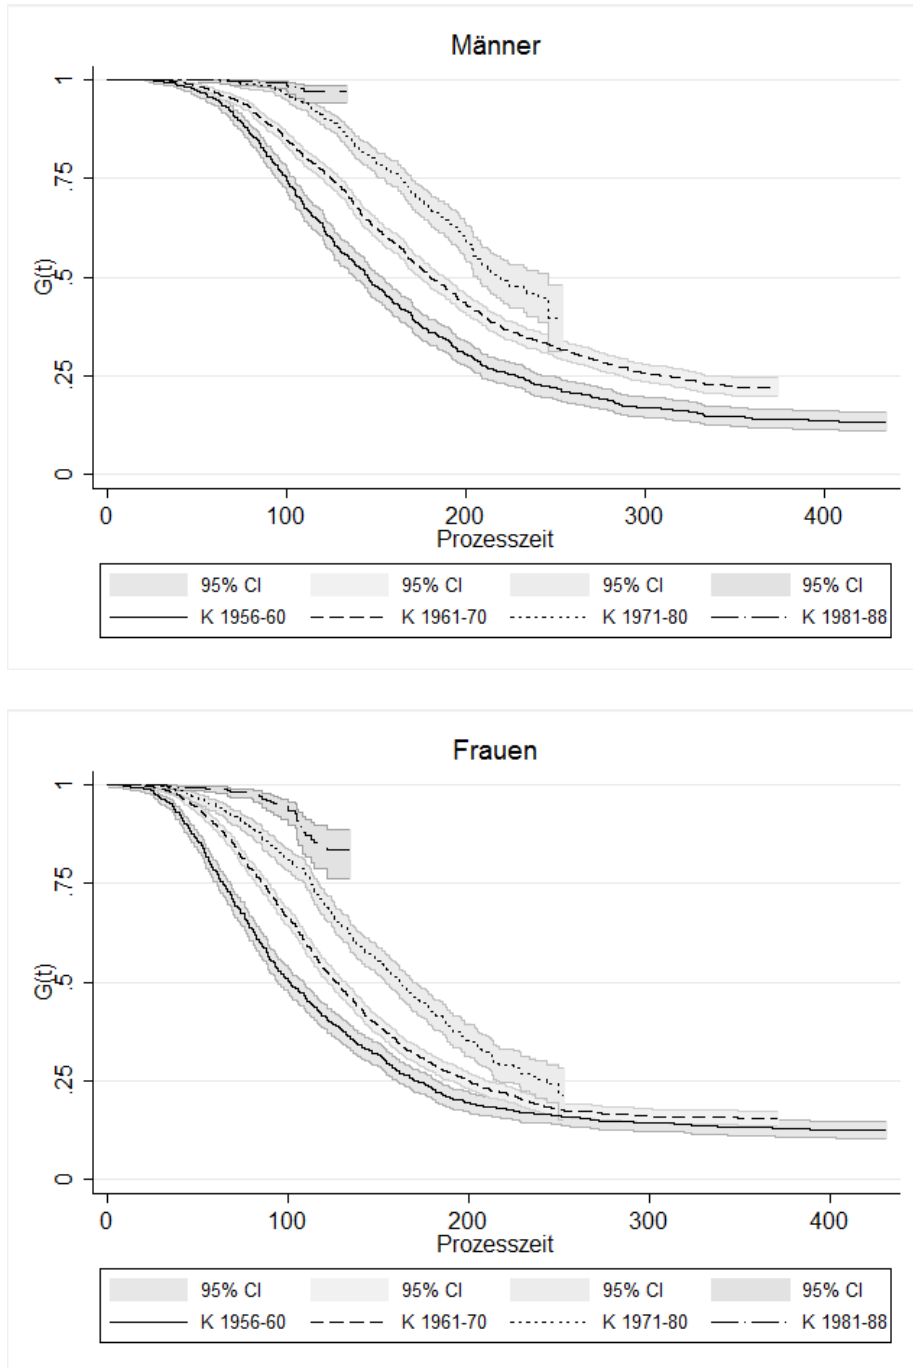 Männer
1
.75
.5
.25
0
G(t)
0 100 200 300 400
Prozesszeit
95% CI 95% CI 95% CI 95% CI
K 1956-60 K 1961-70 K 1971-80 K 1981-88
Frauen
1
.75
.5
.25
0
G(t)
0 100 200 300 400
Prozesszeit
95% CI 95% CI 95% CI 95% CI
K 1956-60 K 1961-70 K 1971-80 K 1981-88